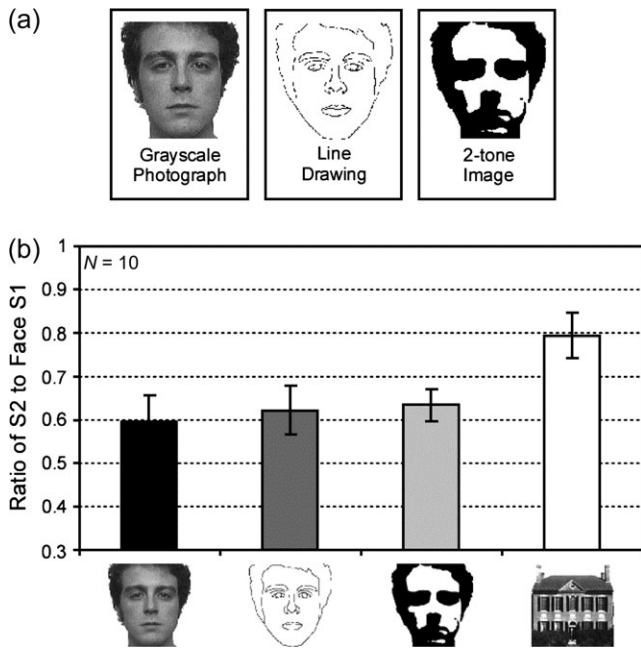 (a)
Grayscale
Photograph
Line
Drawing
2-tone
Image
(b)
N = 10
Ratio of S2 to Face S1
1
0.9
0.8
0.7
0.6
0.5
0.4
0.3